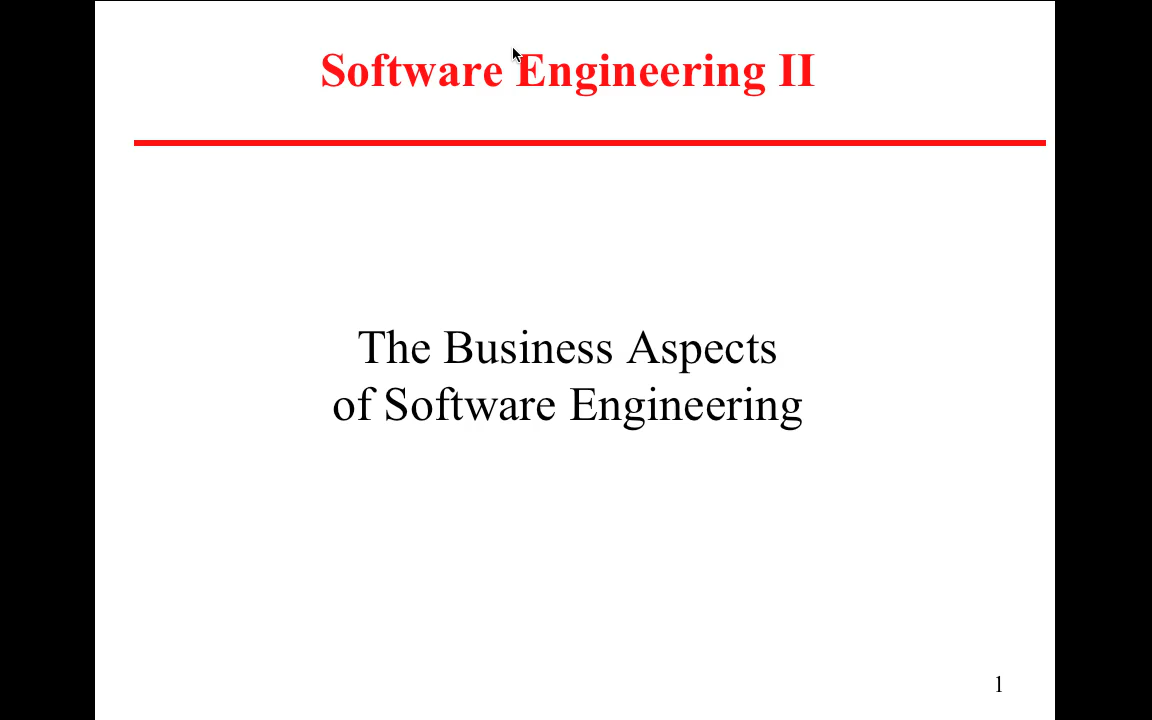 Software Engineering II
The Business Aspects
of Software Engineering
1